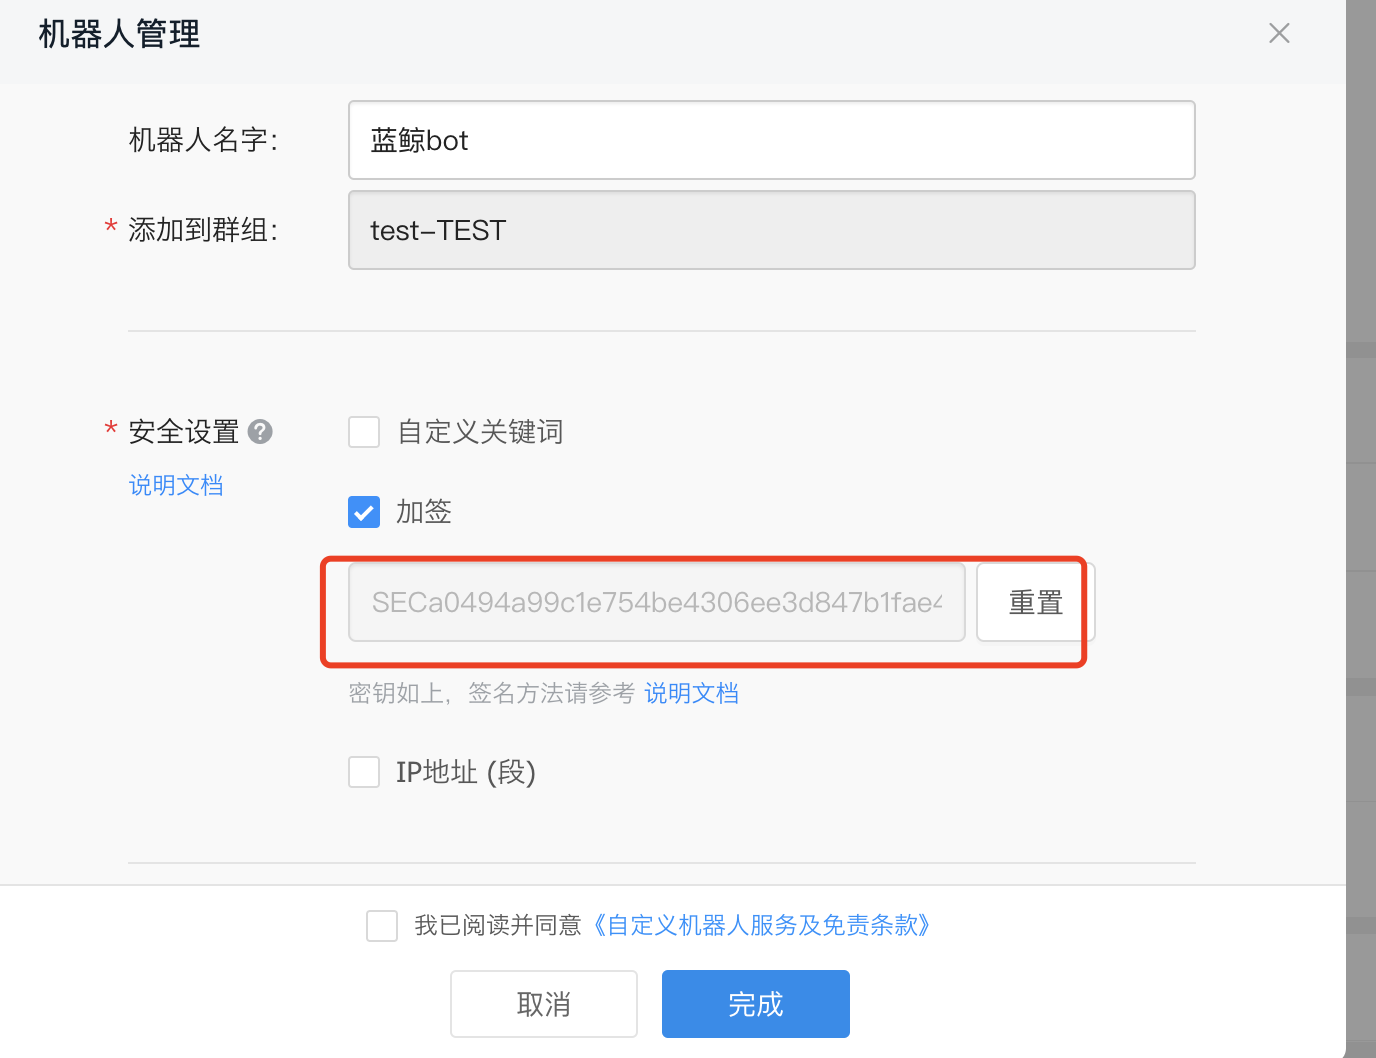 机器人管理
机器人名字：
蓝鲸bot
* 添加到群组：
test-TEST
* 安全设置 ?
自定义关键词
说明文档
加签
SECa0494a99c1e754be4306ee3d847b1fae4
重置
密钥如上，签名方法请参考 说明文档
IP地址 (段)
我已阅读并同意《自定义机器人服务及免责条款》
取消
完成